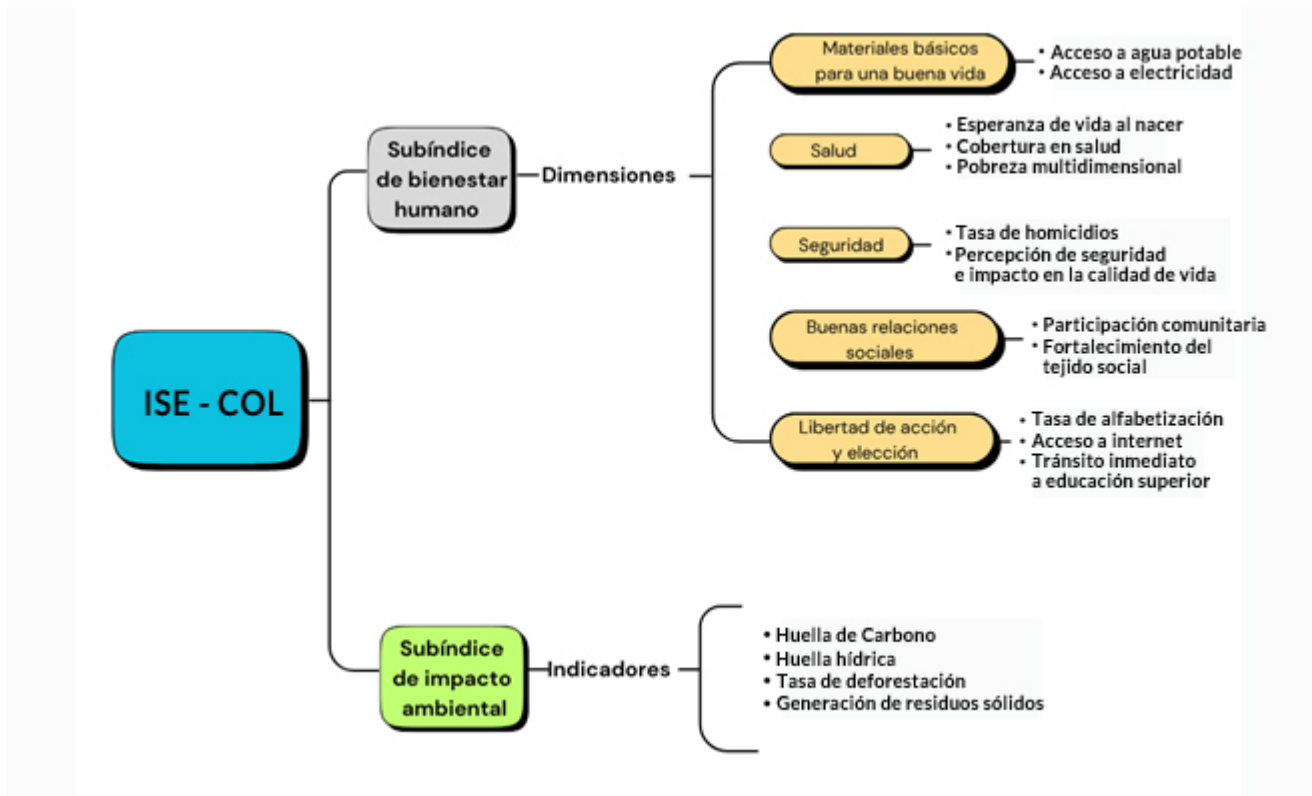 ISE - COL
Subíndice
de bienestar
humano
Dimensiones
Materiales básicos
para una buena vida
• Acceso a agua potable
• Acceso a electricidad
Salud
• Esperanza de vida al nacer
• Cobertura en salud
• Pobreza multidimensional
Seguridad
• Tasa de homicidios
• Percepción de seguridad
e impacto en la calidad de vida
Buenas relaciones
sociales
• Participación comunitaria
• Fortalecimiento del
tejido social
Libertad de acción
y elección
• Tasa de alfabetización
• Acceso a internet
• Tránsito inmediato
a educación superior
Subíndice
de impacto
ambiental
Indicadores
• Huella de Carbono
• Huella hídrica
• Tasa de deforestación
• Generación de residuos sólidos